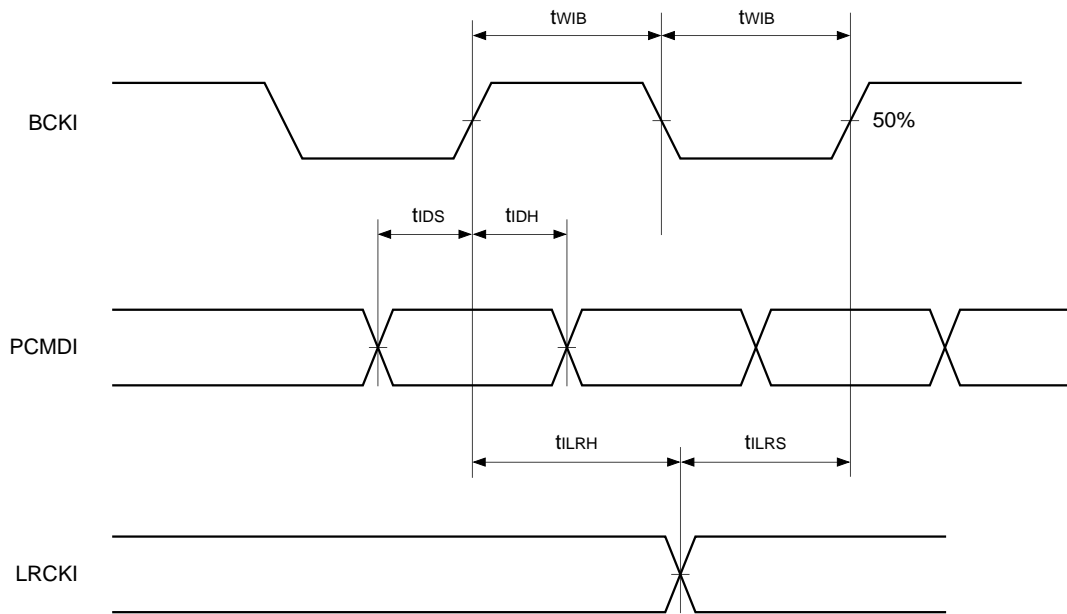 tWIB tWIB
BCKI
50%
tIDS tIDH
PCMDI
tILRH tILRS
LRCKI